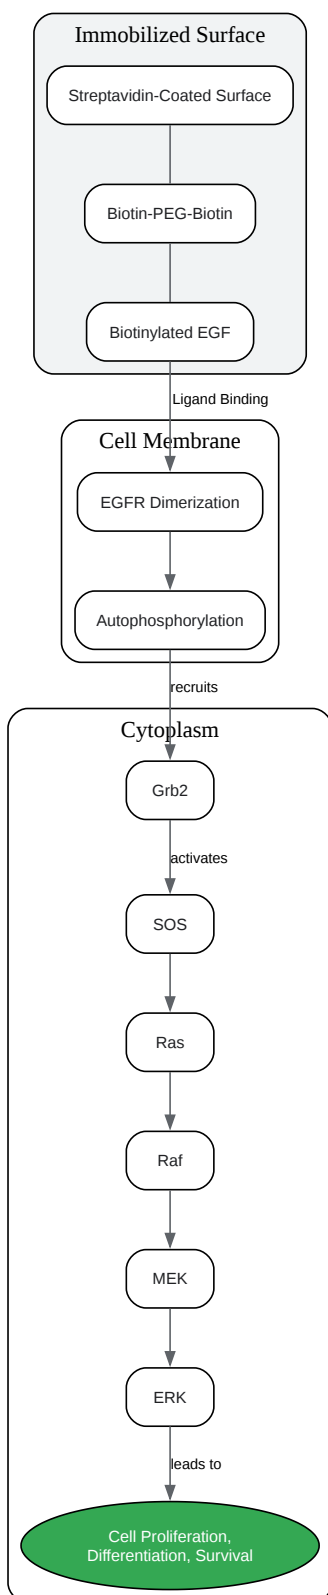 Immobilized Surface
Streptavidin-Coated Surface
Biotin-PEG-Biotin
Biotinylated EGF
Ligand Binding
Cell Membrane
EGFR Dimerization
Autophosphorylation
recruits
Cytoplasm
Grb2
activates
SOS
Ras
Raf
MEK
ERK
leads to
Cell Proliferation,
Differentiation, Survival